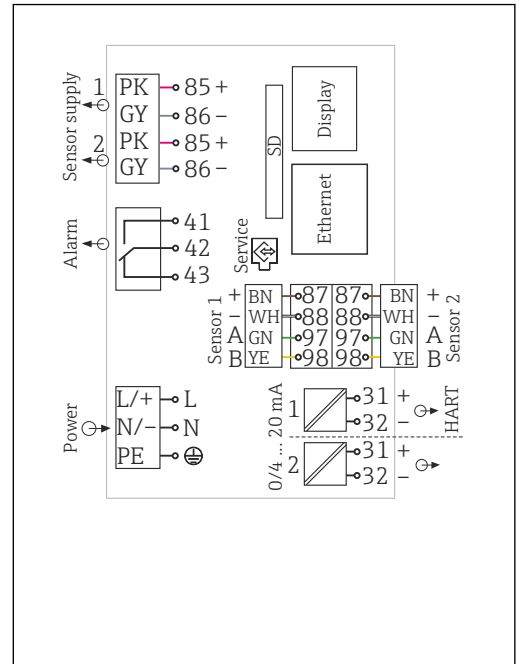 Sensor supply
1
PK
85 +
GY
86 –
2
PK
85 +
GY
86 –
Display
SD
Ethernet
Alarm
41
42
43
Service
Sensor 1
+ BN 87 87 BN +
– WH 88 88 WH –
A GN 97 97 GN A
B YE 98 98 YE B
Sensor 2
Power
L/+ L
N/– N
PE
0/4 ... 20 mA
1
31 +
32 –
HART
2
31 +
32 –